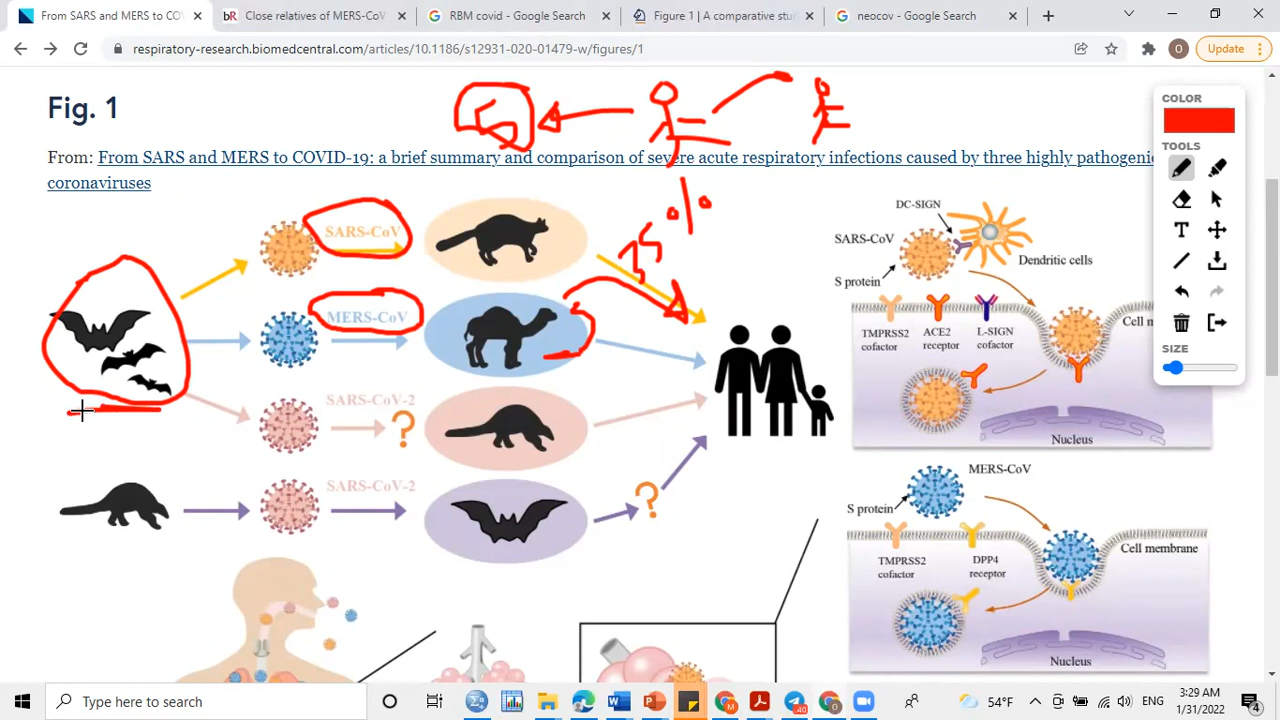 From MERS to COV
Close relatives of MERS-CoV
RBM covid - Google Search
Figure 1 | A comparative stu
neocov - Google Search
respiratory-research.biomedcentral.com/articles/10.1186/s12931-020-01479-w/figures/1
O
Update
Fig. 1
From: From SARS and MERS to COVID-19: a brief summary and comparison of severe acute respiratory infections caused by three highly pathogenic
coronaviruses
COLOR
TOOLS
T
SIZE
SARS-CoV
MERS-CoV
SARS-CoV-2
?
SARS-CoV-2
?
35 %
DC-SIGN
SARS-CoV
Dendritic cells
S protein
TMPRSS2
cofactor
ACE2
receptor
L-SIGN
cofactor
Cell m
Nucleus
MERS-CoV
S protein
TMPRSS2
cofactor
DPP4
receptor
Cell membrane
Nucleus
Type here to search
54°F
ENG
3:29 AM
1/31/2022